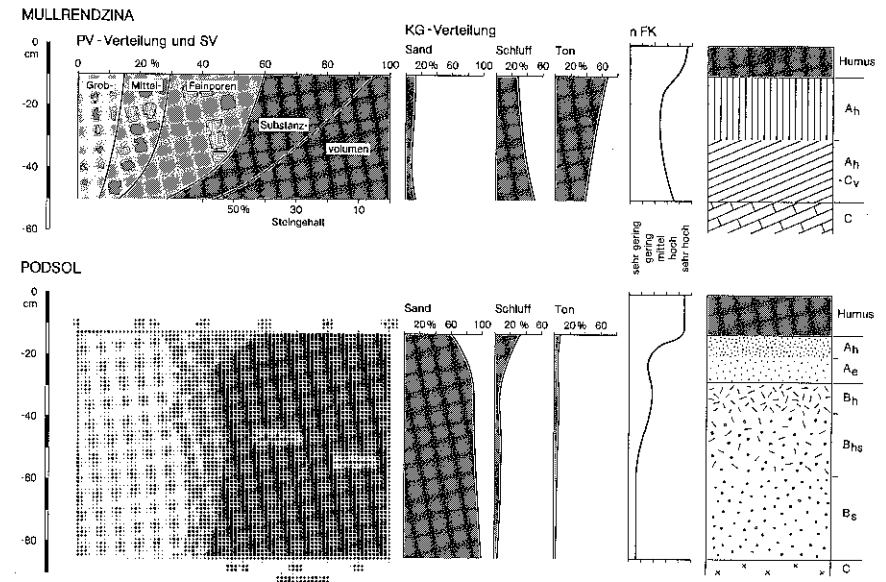 MULLRENDZINA
PV - Verteilung und SV
KG - Verteilung
n FK
Sand
Schluff
Ton
0
cm
-20
-40
-60
0 20 % 40 60 80 100
20 % 60 100
20 % 60
20 % 60
Grob-
Mittel-
Feinporen
Substanz-
volumen
50 % 30 10
Steingehalt
sehr gering
gering
mittel
hoch
sehr hoch
Humus
Ah
Ah
·Cv
C
PODSOL
0
cm
-20
-40
-60
-80
Sand
Schluff
Ton
20 % 60 100
20 % 60
20 % 60
Humus
Ah
Ae
Bh
Bhs
Bs
C